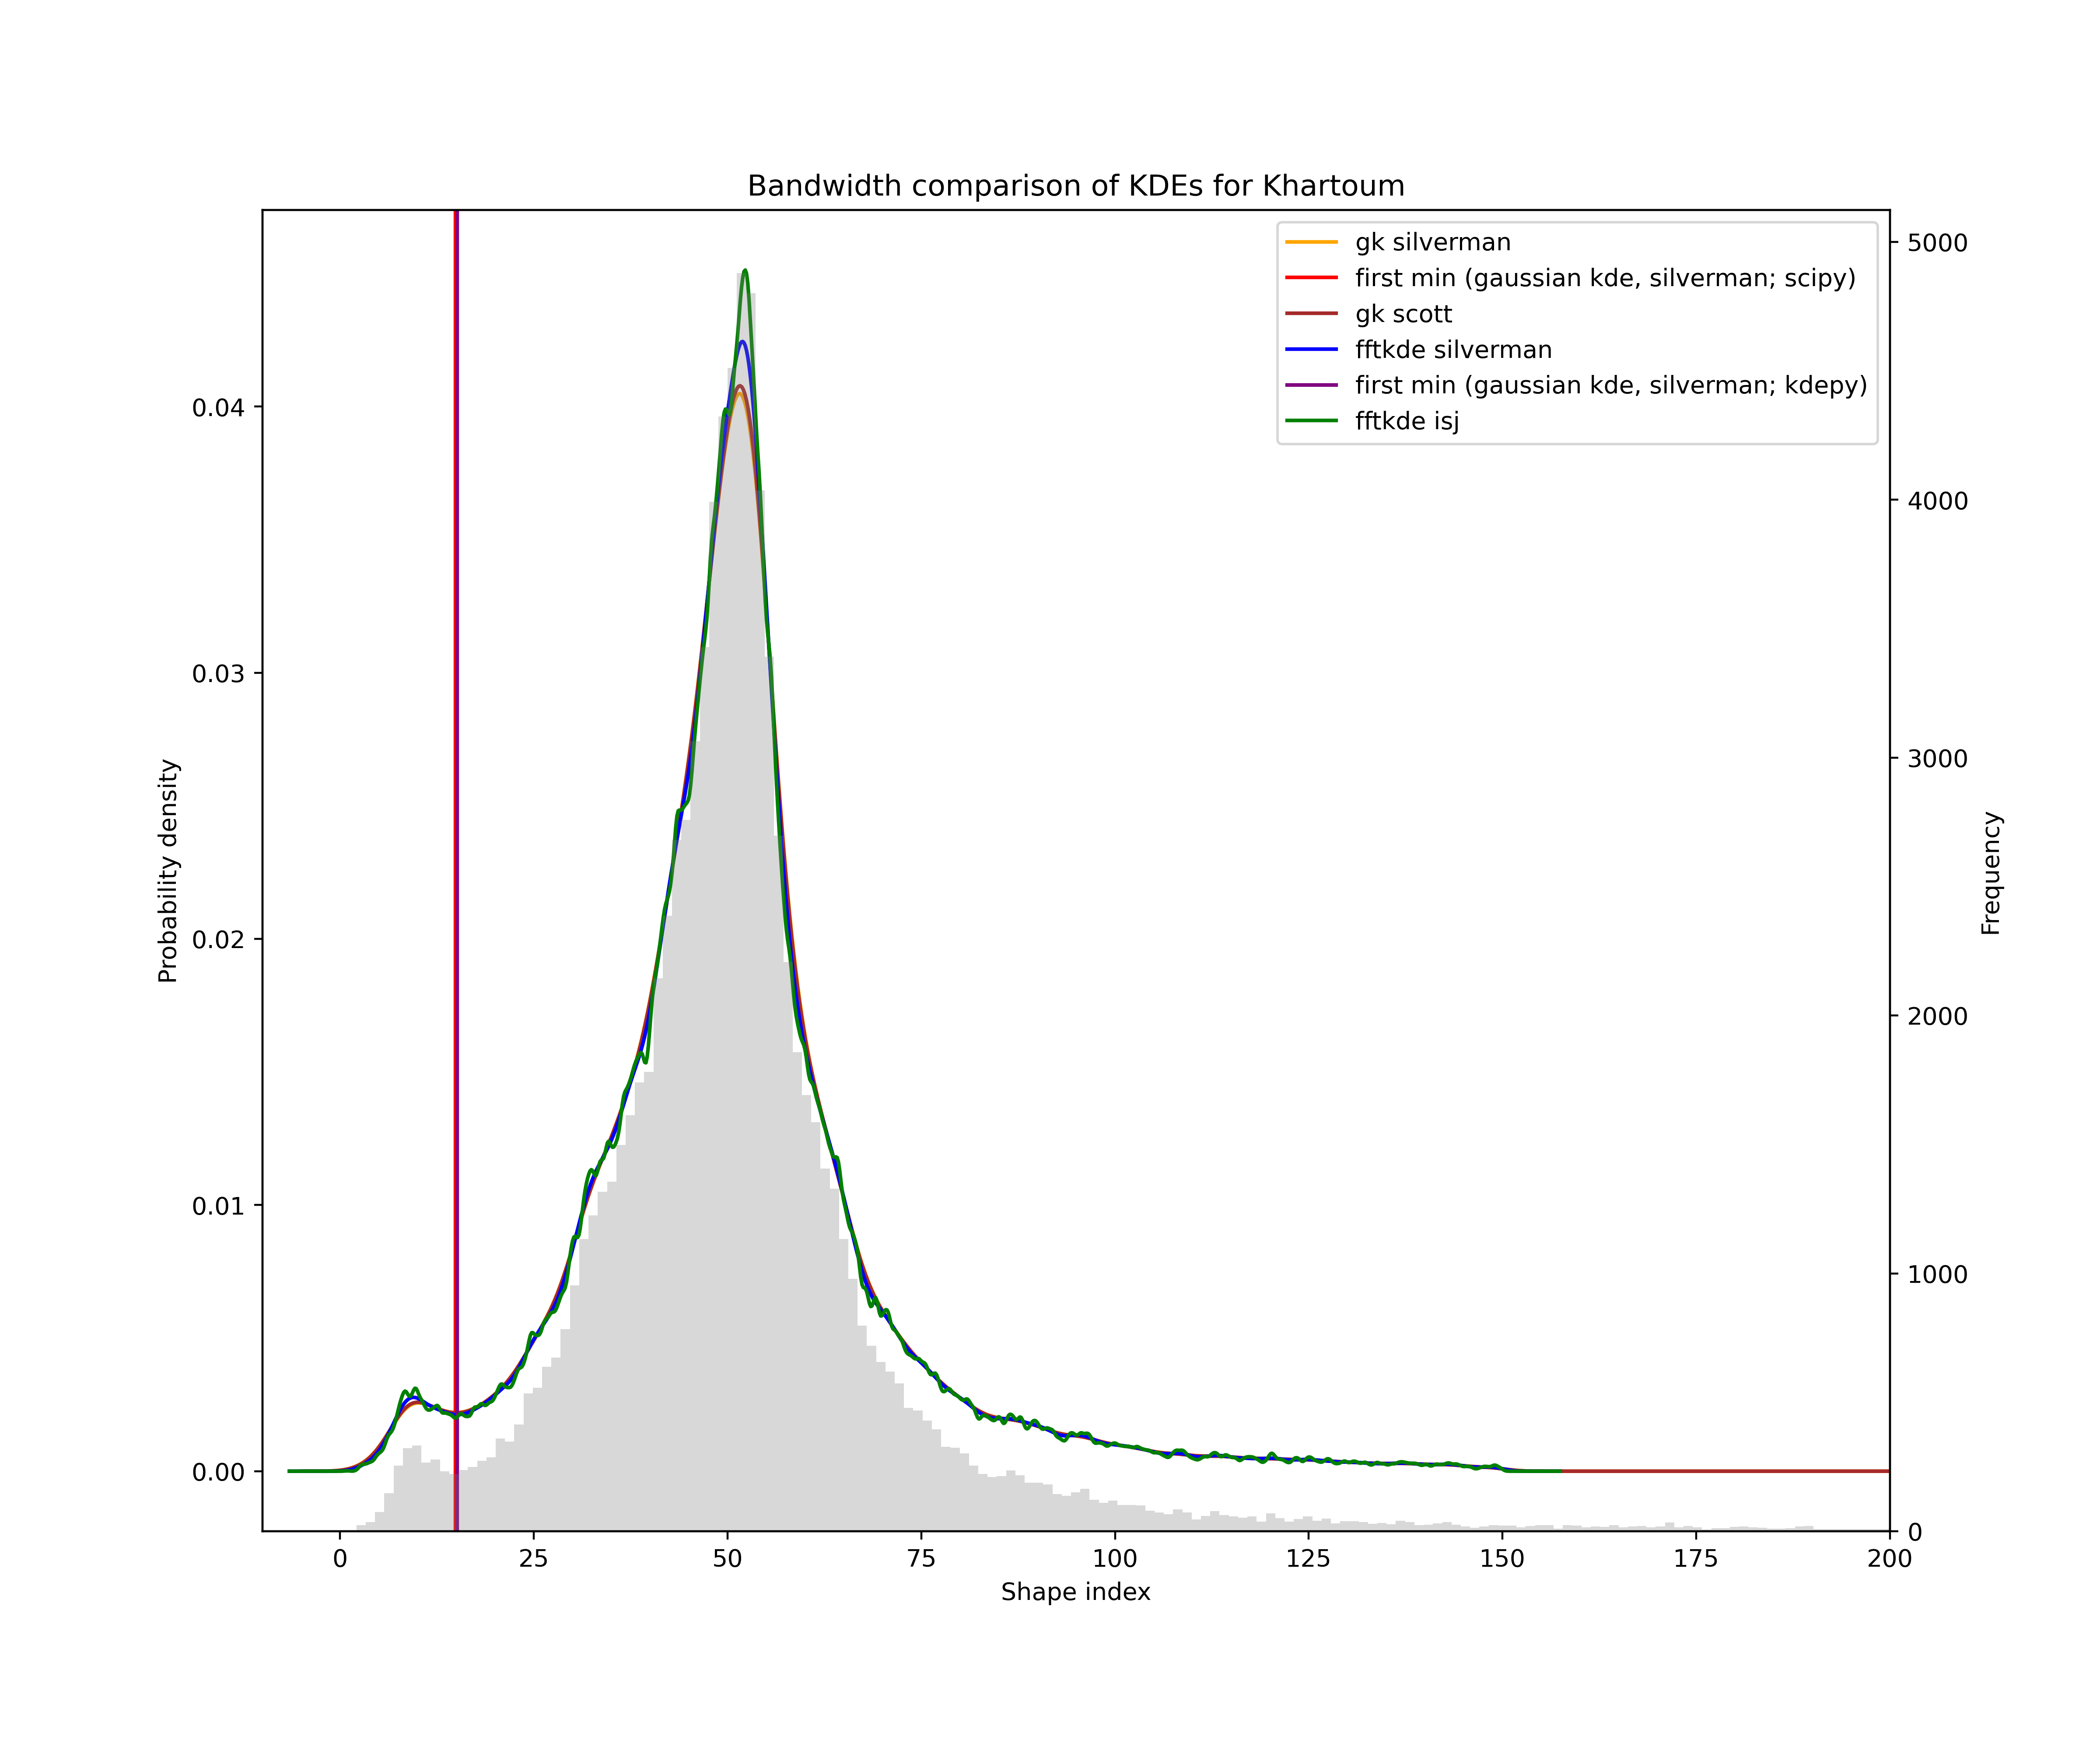 Bandwidth comparison of KDEs for Khartoum
gk silverman
first min (gaussian kde, silverman; scipy)
gk scott
fftkde silverman
first min (gaussian kde, silverman; kdepy)
fftkde isj
Probability density
0.04
0.03
0.02
0.01
0.00
5000
4000
3000
2000
1000
0
Frequency
0 25 50 75 100 125 150 175 200
Shape index